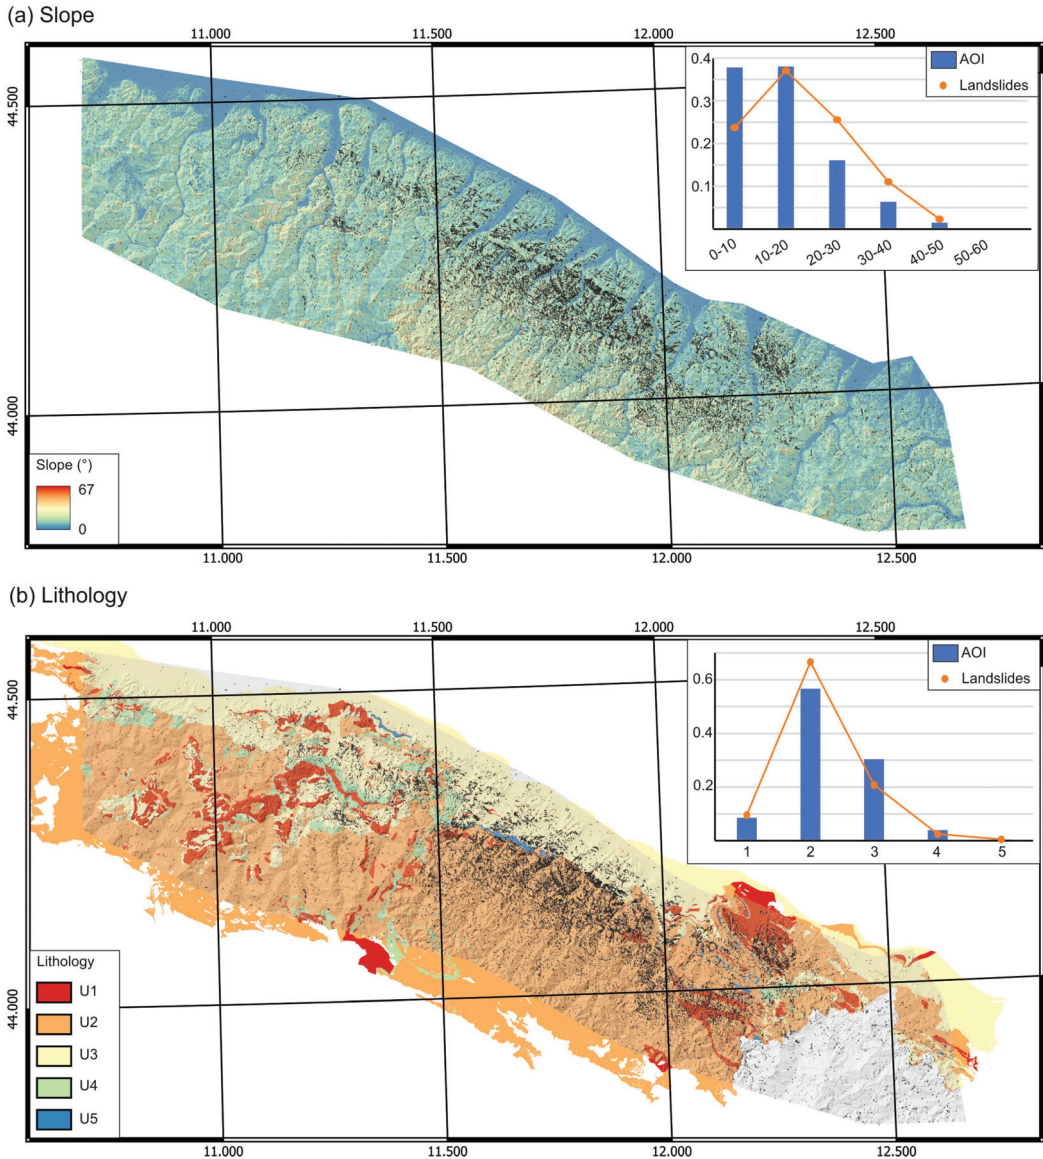 (a) Slope
11.000 11.500 12.000 12.500
44.500
44.000
AOI
Landslides
0.4
0.3
0.2
0.1
0-10 10-20 20-30 30-40 40-50 50-60
Slope (°)
67
0
11.000 11.500 12.000 12.500
(b) Lithology
11.000 11.500 12.000 12.500
44.500
44.000
AOI
Landslides
0.6
0.4
0.2
1 2 3 4 5
Lithology
U1
U2
U3
U4
U5
11.000 11.500 12.000 12.500